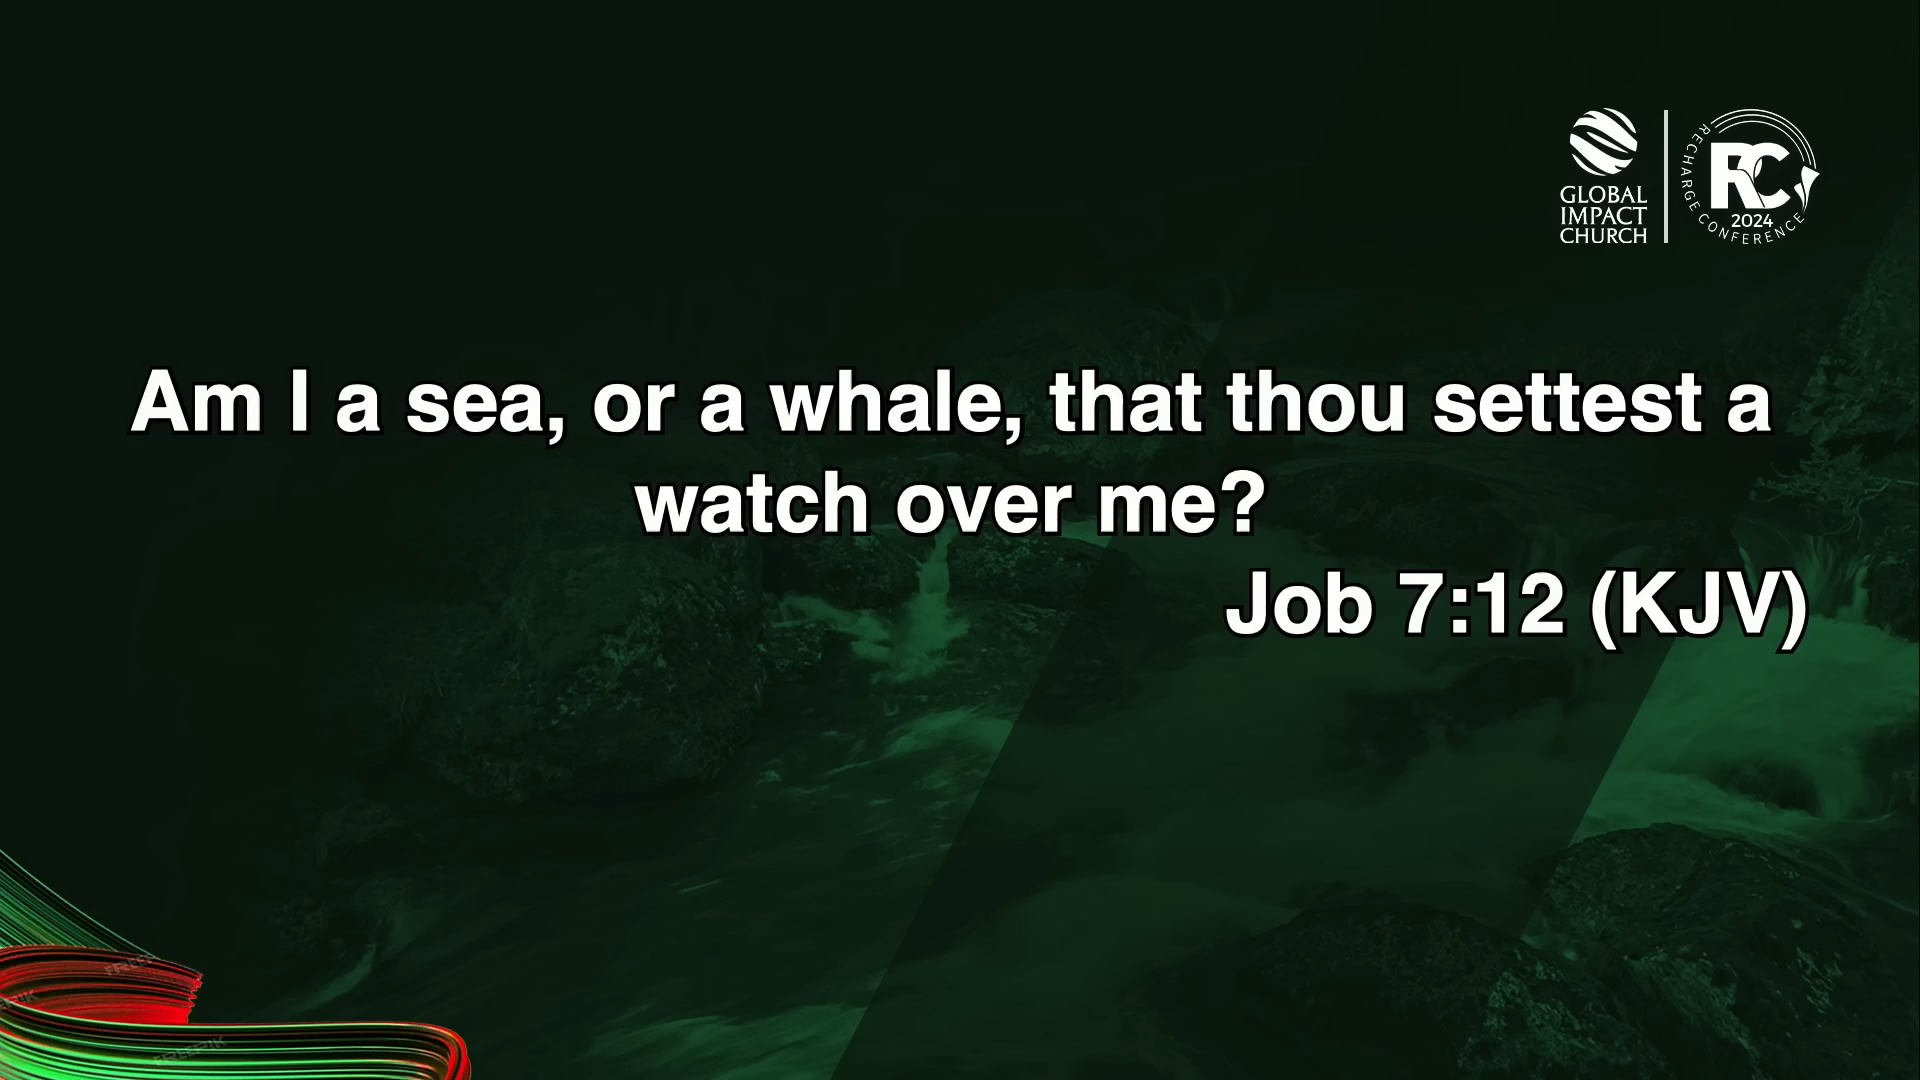 GLOBAL
IMPACT
CHURCH
RECHARGE CONFERENCE
RC
2024
Am I a sea, or a whale, that thou settest a
watch over me?
Job 7:12 (KJV)
FREEPIK